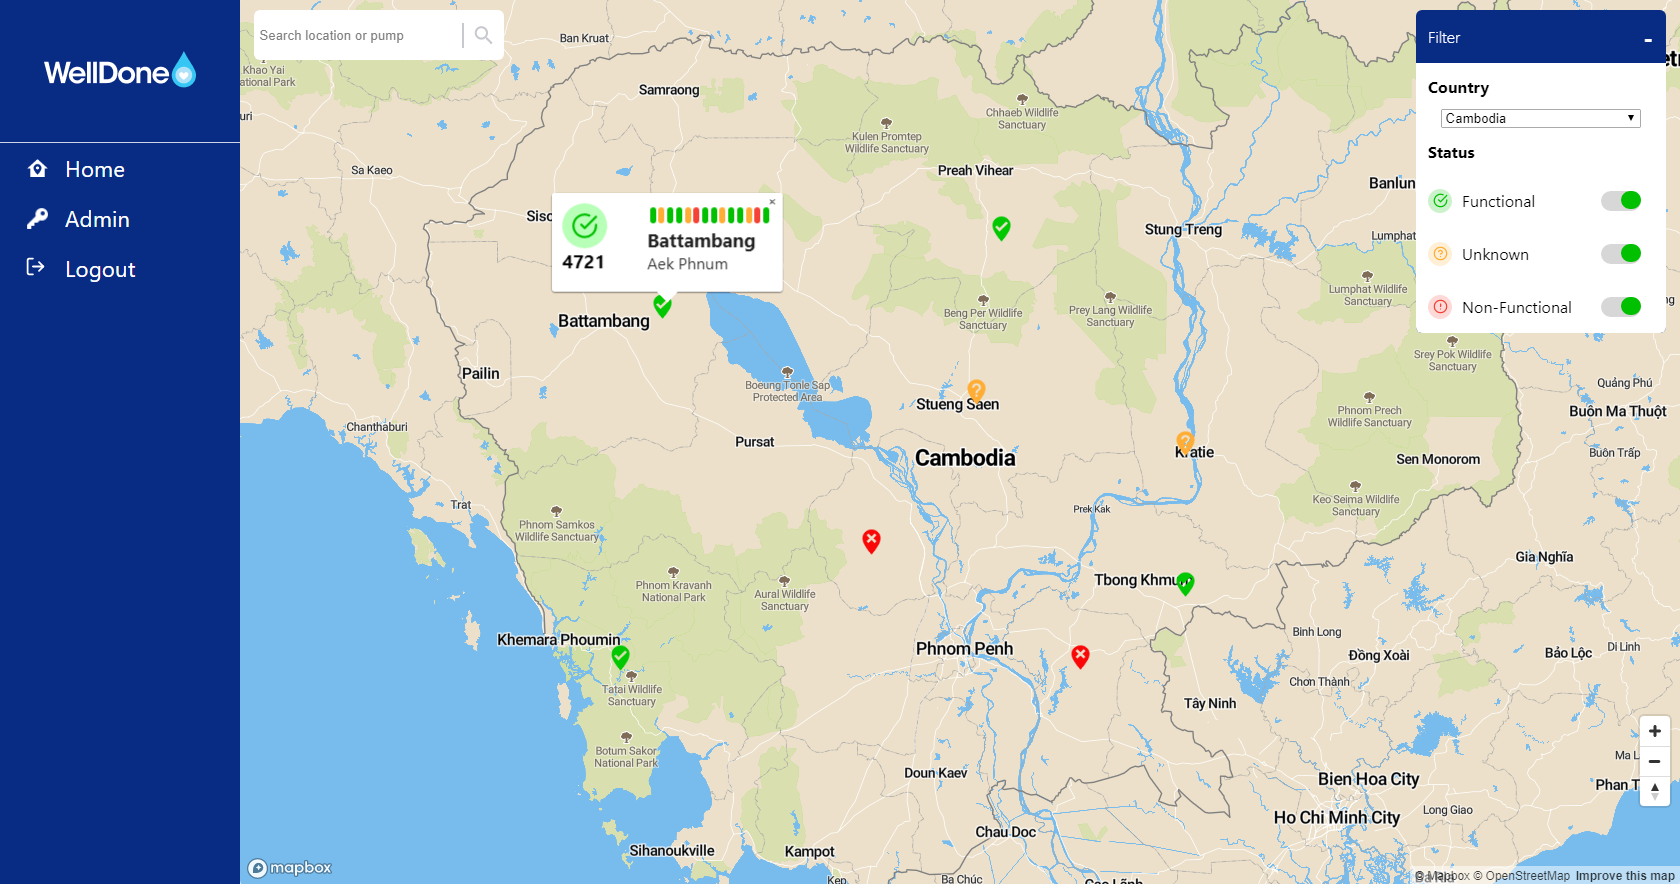 WellDone
Home
Admin
Logout
Search location or pump
Filter
-
Country
Cambodia
Status
Functional
Unknown
Non-Functional
4721
Battambang
Aek Phnum
×
Ban Kruat
Khao Yai
National Park
Samraong
Chhaeb Wildlife
Sanctuary
Kulen Promtep
Wildlife Sanctuary
Sa Kaeo
Preah Vihear
Banlun
Stung Treng
Lumphat
Lumphat Wildlife
Sanctuary
Beng Per Wildlife
Sanctuary
Prey Lang Wildlife
Sanctuary
Battambang
Srey Pok Wildlife
Sanctuary
Pailin
Boeung Tonle Sap
Protected Area
Quảng Phú
Stueng Saen
Phnom Prech
Wildlife Sanctuary
Buôn Ma Thuột
Chanthaburi
Pursat
Cambodia
Kratie
Sen Monorom
Buôn Trấp
Trat
Keo Seima Wildlife
Sanctuary
Prek Kak
Phnom Samkos
Wildlife Sanctuary
Gia Nghĩa
Tbong Khmum
Phnom Kravanh
National Park
Aural Wildlife
Sanctuary
Khemara Phoumin
Phnom Penh
Bình Long
Đồng Xoài
Bảo Lộc
Di Linh
Tatai Wildlife
Sanctuary
Chơn Thành
Tây Ninh
Botum Sakor
National Park
Doun Kaev
Bien Hoa City
Phan T
Long Giao
Ho Chi Minh City
Chau Doc
Sihanoukville
Kampot
Kep
Ba Chúc
Cao Lãnh
mapbox
© Mapbox © OpenStreetMap Improve this map